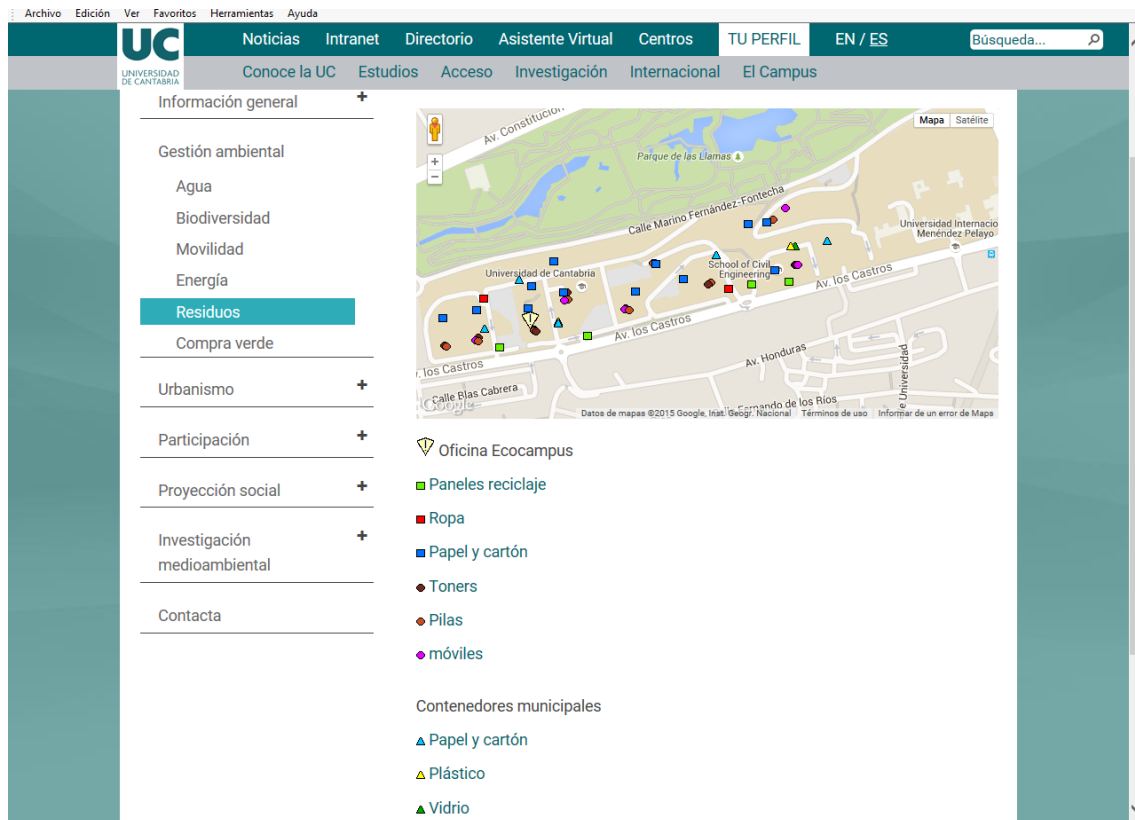 Archivo Edición Ver Favoritos Herramientas Ayuda
UC
UNIVERSIDAD
DE CANTABRIA
Noticias Intranet Directorio Asistente Virtual Centros TU PERFIL EN / ES Búsqueda...
Conoce la UC Estudios Acceso Investigación Internacional El Campus
Información general +
Gestión ambiental
Agua
Biodiversidad
Movilidad
Energía
Residuos
Compra verde
Urbanismo +
Participación +
Proyección social +
Investigación +
medioambiental
Contacta
Av. Constitucion
Mapa Satélite
Parque de las Llamas
Calle Marino Fernández-Fontecha
Universidad Internacio
Menéndez Pelayo
School of Civil
Engineering
Universidad de Cantabria
Av. los Castros
Av. los Castros
. los Castros
Av. Honduras
Calle Blas Cabrera
e Universidad
Fernando de los Ríos
Google
Datos de mapas ©2015 Google, Inst. Geogr. Nacional Términos de uso Informar de un error de Maps
Oficina Ecocampus
Paneles reciclaje
Ropa
Papel y cartón
Toners
Pilas
móviles
Contenedores municipales
Papel y cartón
Plástico
Vidrio